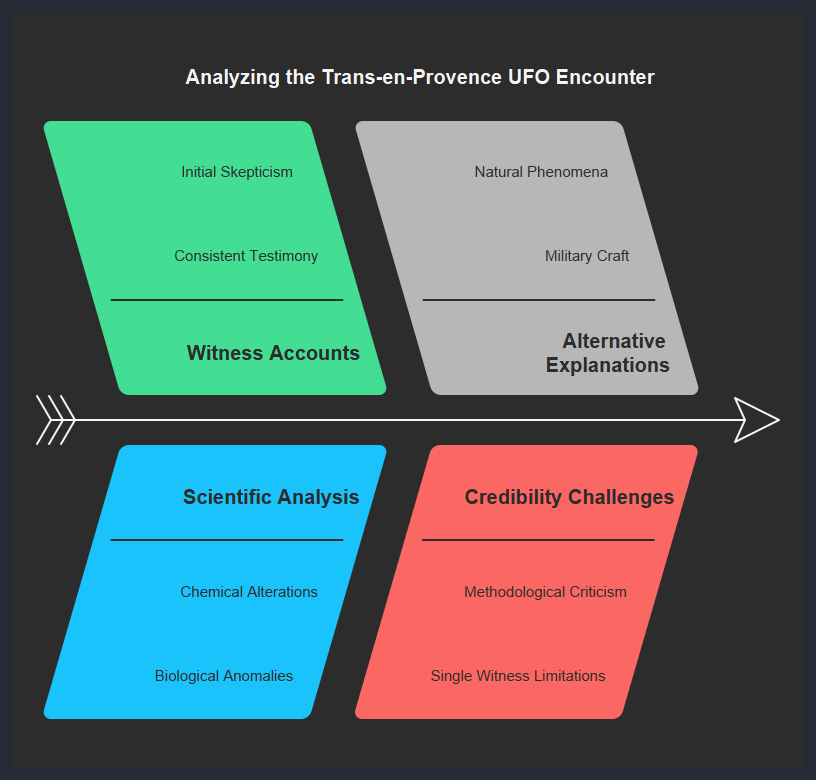 Analyzing the Trans-en-Provence UFO Encounter
Initial Skepticism
Consistent Testimony
Witness Accounts
Natural Phenomena
Military Craft
Alternative
Explanations
Scientific Analysis
Chemical Alterations
Biological Anomalies
Credibility Challenges
Methodological Criticism
Single Witness Limitations